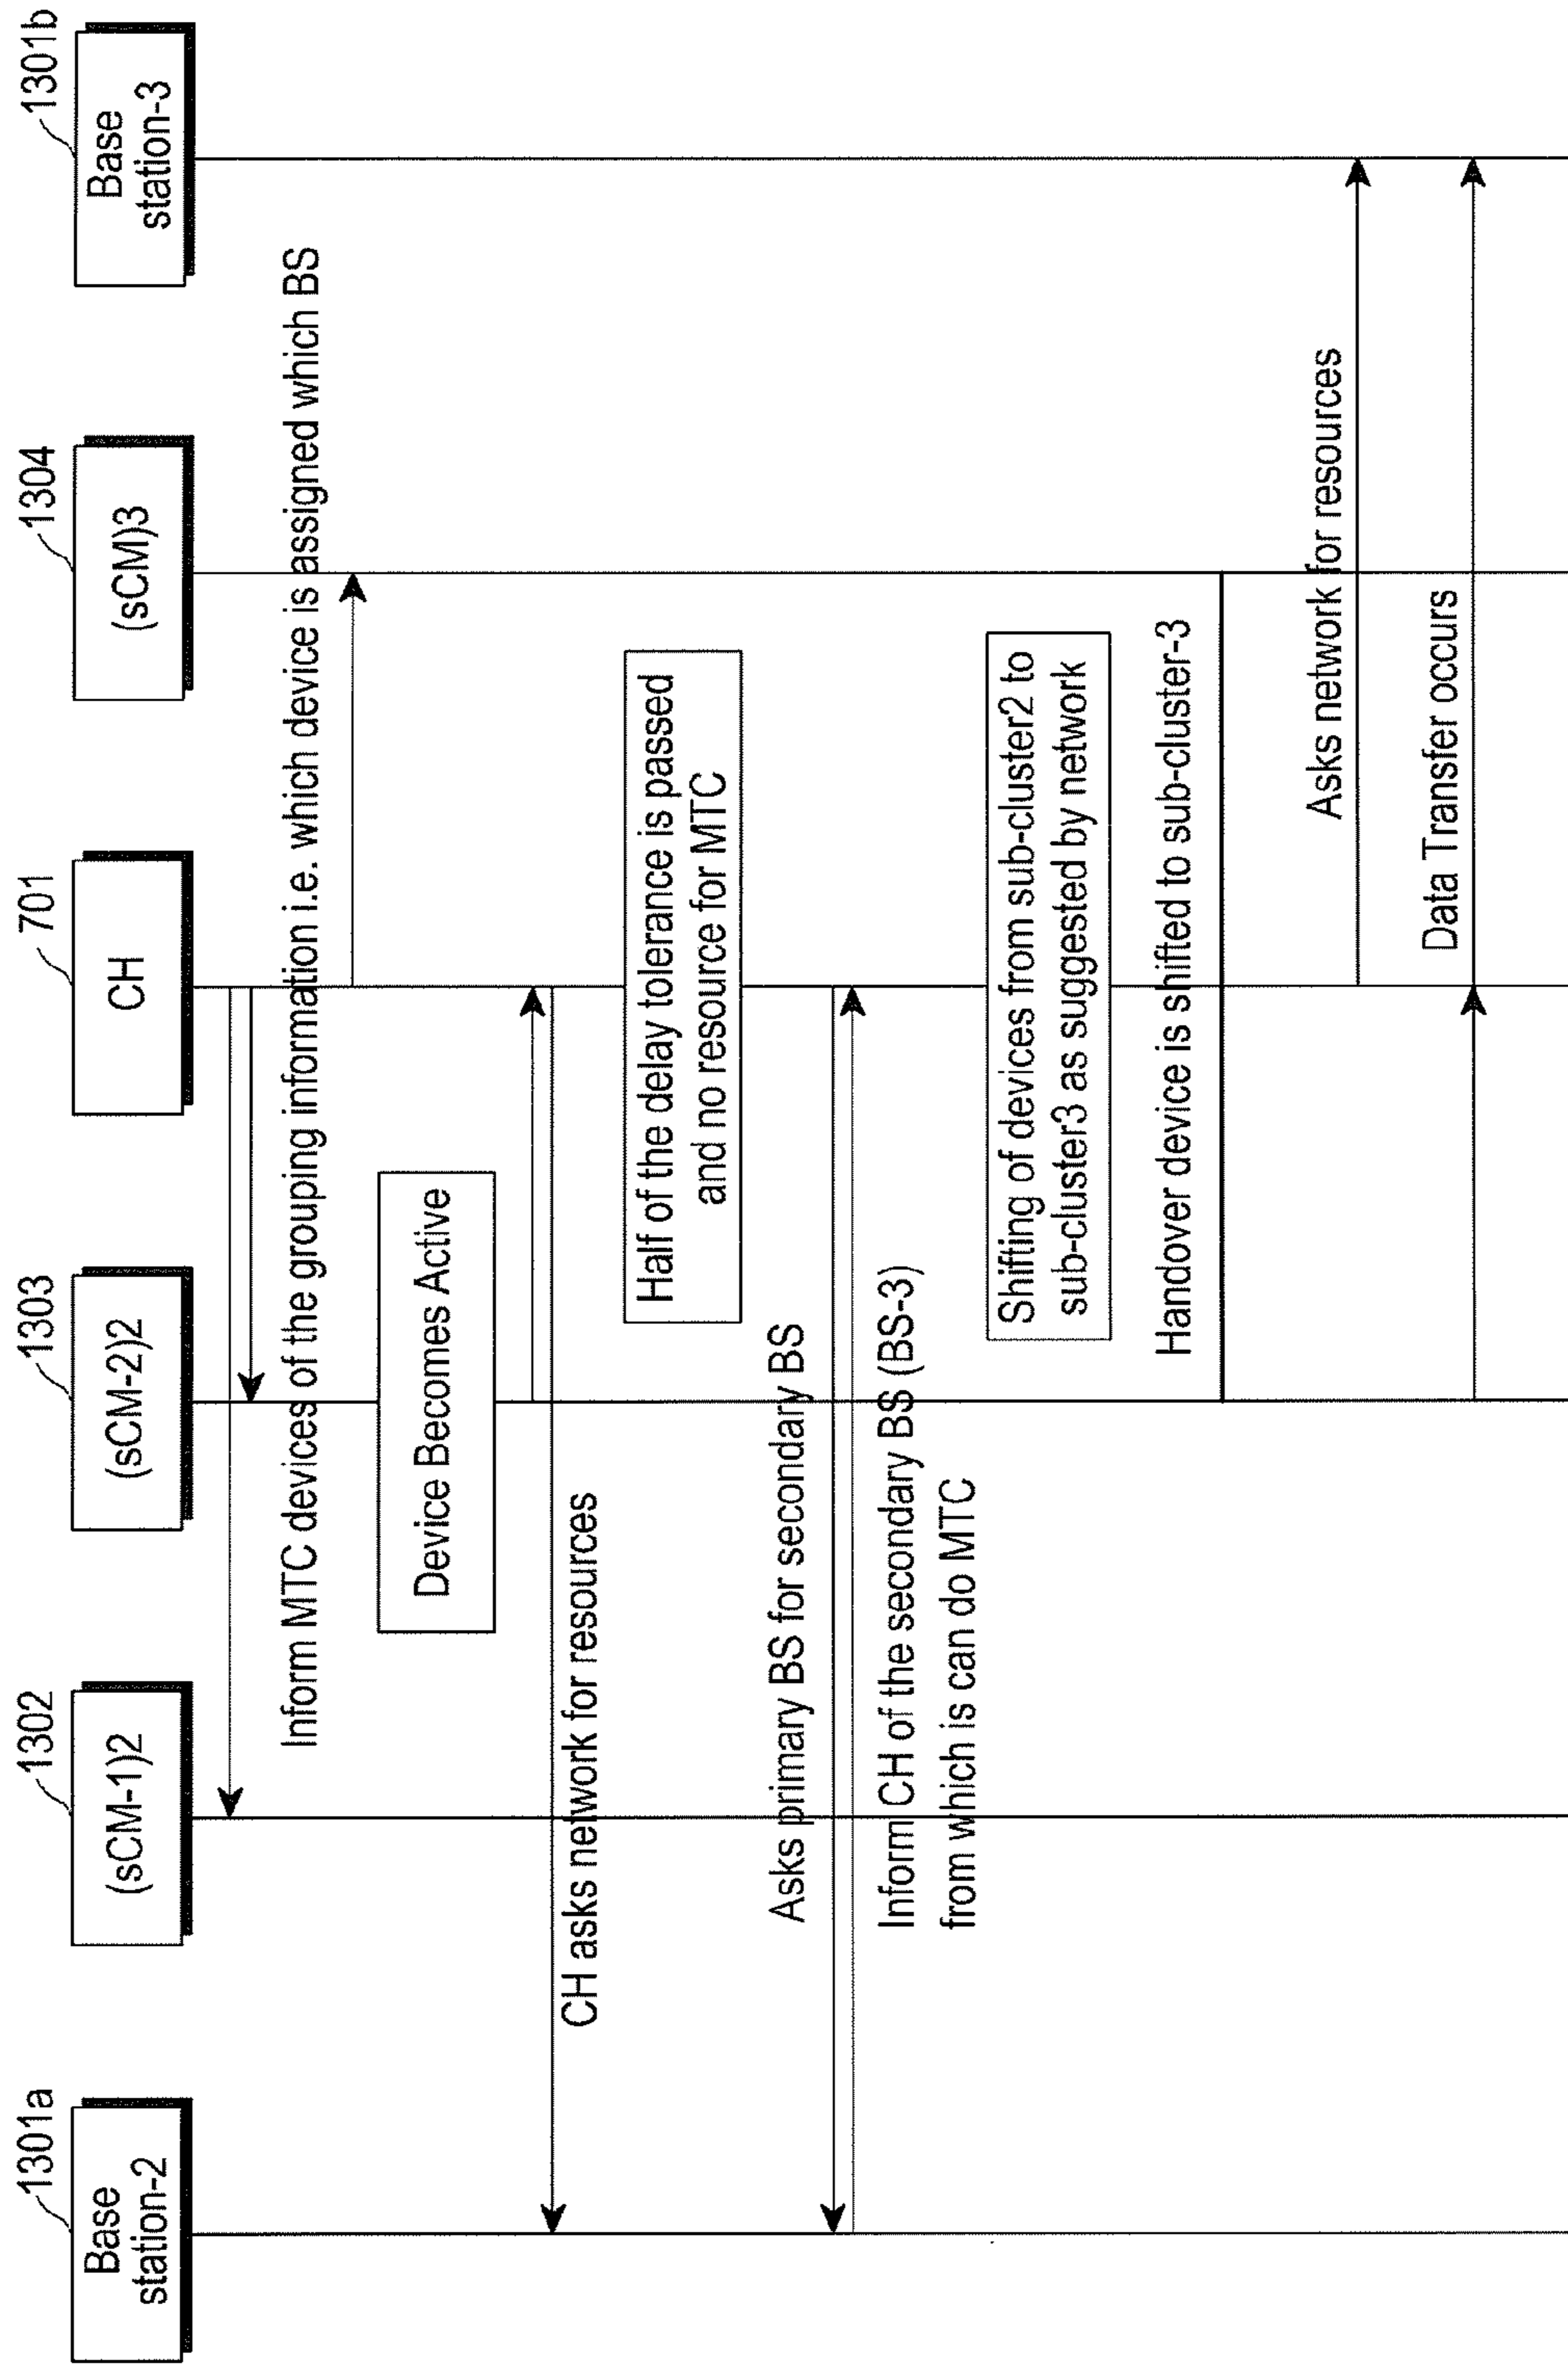 1301a
Base
station-2
1302
(sCM-1)2
1303
(sCM-2)2
701
CH
1304
(sCM)3
1301b
Base
station-3
Inform MTC devices of the grouping information i.e. which device is assigned which BS
Device Becomes Active
CH asks network for resources
Half of the delay tolerance is passed
and no resource for MTC
Asks primary BS for secondary BS
Inform CH of the secondary BS (BS-3)
from which is can do MTC
Shifting of devices from sub-cluster2 to
sub-cluster3 as suggested by network
Handover device is shifted to sub-cluster-3
Asks network for resources
Data Transfer occurs